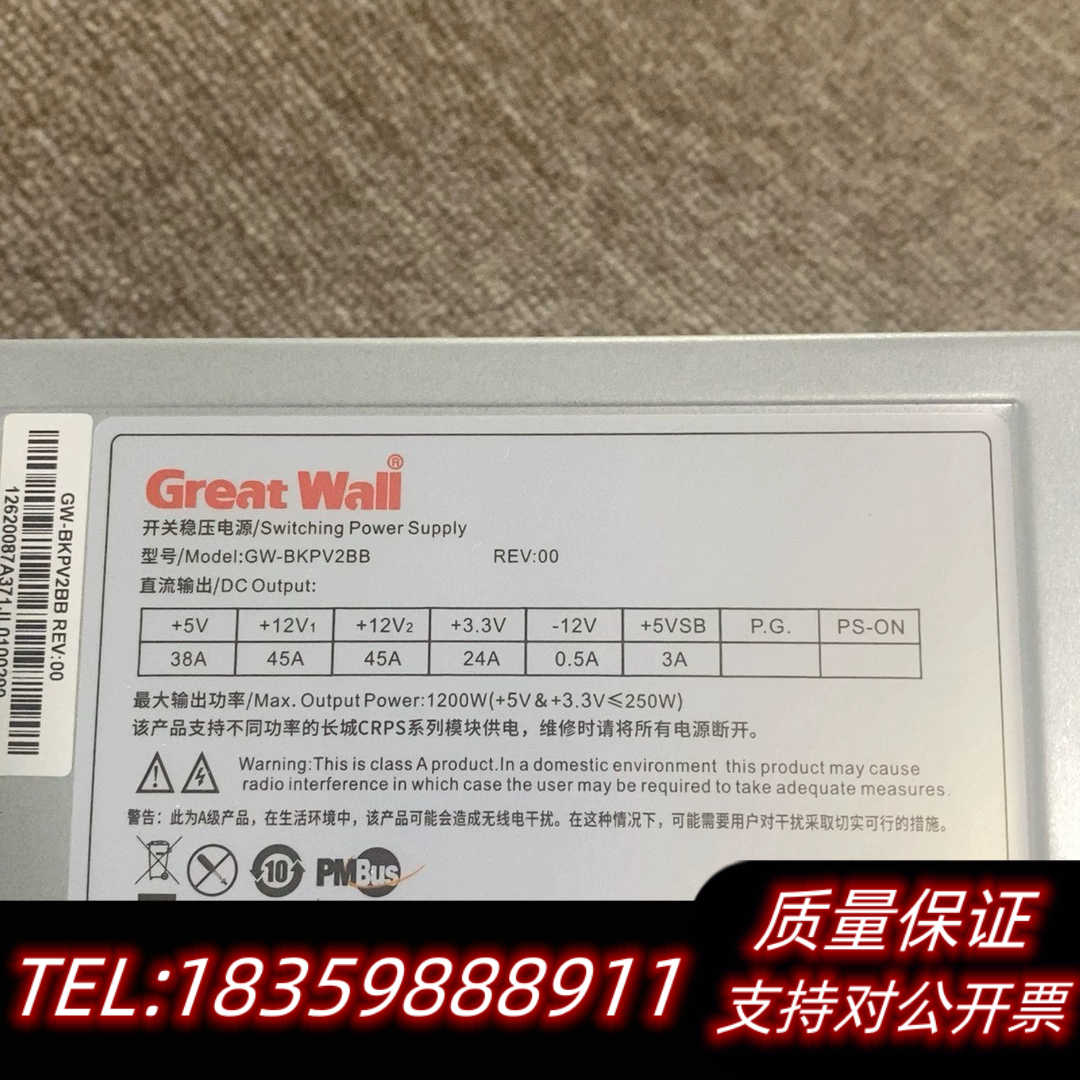 Great Wall®
开关稳压电源/Switching Power Supply
型号/Model:GW-BKPV2BB REV:00
直流输出/DC Output:
+5V +12V1 +12V2 +3.3V -12V +5VSB P.G. PS-ON
38A 45A 45A 24A 0.5A 3A
最大输出功率/Max. Output Power:1200W(+5V&+3.3V≤250W)
该产品支持不同功率的长城CRPS系列模块供电，维修时请将所有电源断开。
Warning:This is class A product.In a domestic environment this product may cause
radio interference in which case the user may be required to take adequate measures.
警告：此为A级产品，在生活环境中，该产品可能会造成无线电干扰。在这种情况下，可能需要用户对干扰采取切实可行的措施。
10
PMBus
GW-BKPV2BB REV:00
质量保证
TEL:18359888911
支持对公开票